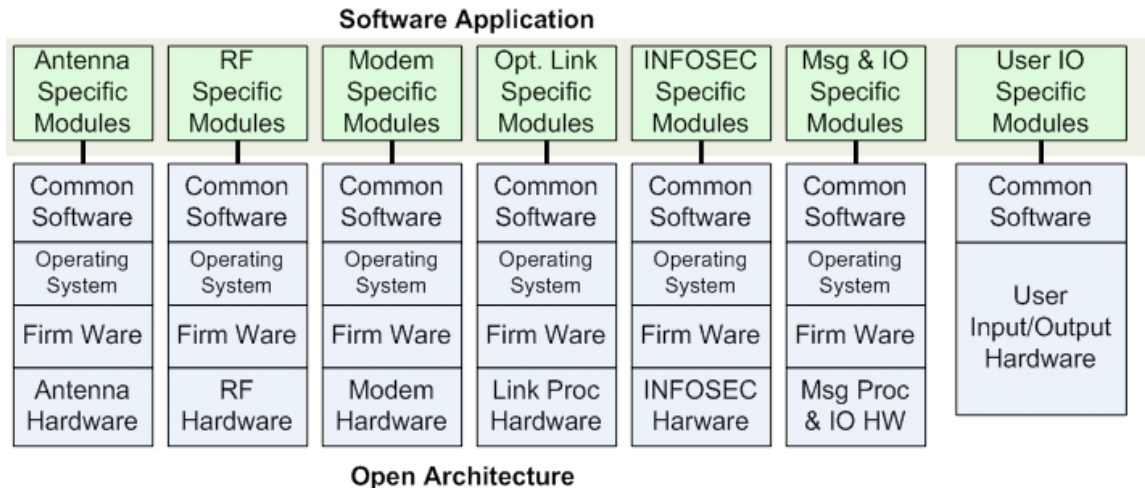 Software Application
Antenna
Specific
Modules
RF
Specific
Modules
Modem
Specific
Modules
Opt. Link
Specific
Modules
INFOSEC
Specific
Modules
Msg & IO
Specific
Modules
User IO
Specific
Modules
Common
Software
Common
Software
Common
Software
Common
Software
Common
Software
Common
Software
Common
Software
Operating
System
Operating
System
Operating
System
Operating
System
Operating
System
Operating
System
User
Input/Output
Hardware
Firm Ware
Firm Ware
Firm Ware
Firm Ware
Firm Ware
Firm Ware
Antenna
Hardware
RF
Hardware
Modem
Hardware
Link Proc
Hardware
INFOSEC
Harware
Msg Proc
& IO HW
Open Architecture